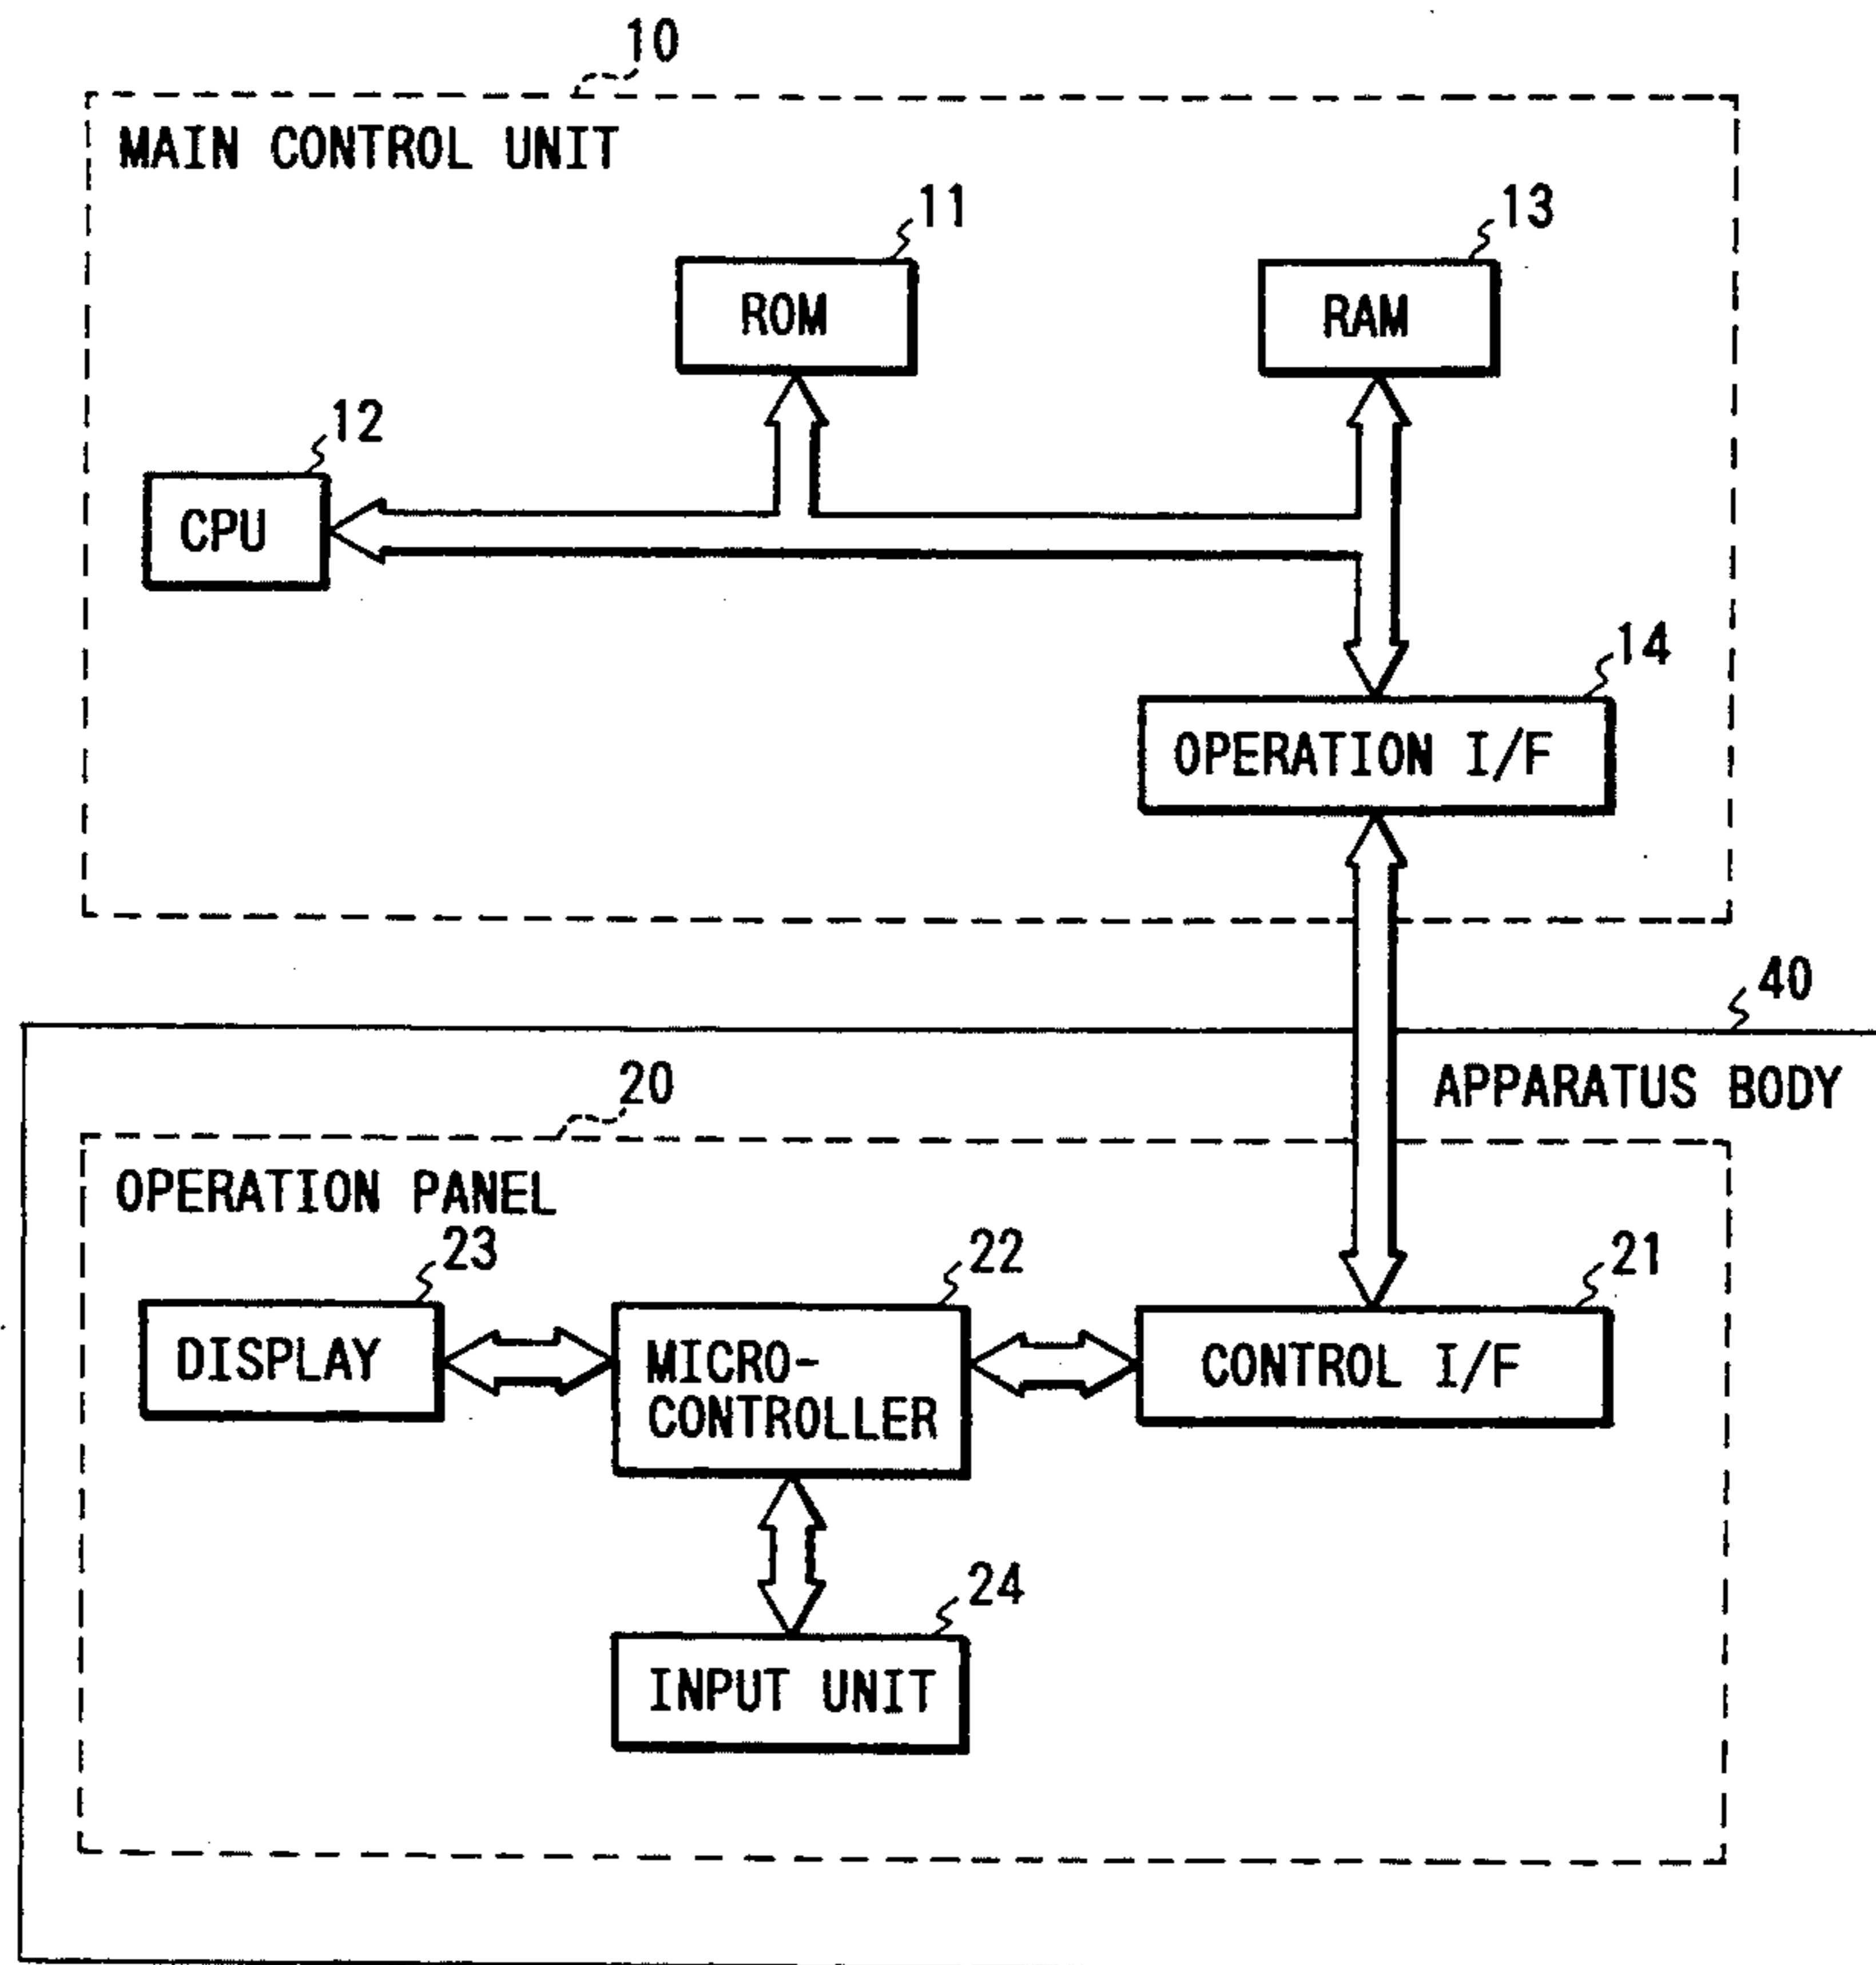 10
MAIN CONTROL UNIT
11
13
ROM
RAM
12
CPU
14
OPERATION I/F
40
APPARATUS BODY
20
OPERATION PANEL
23
22
21
DISPLAY
MICRO-
CONTROLLER
CONTROL I/F
24
INPUT UNIT